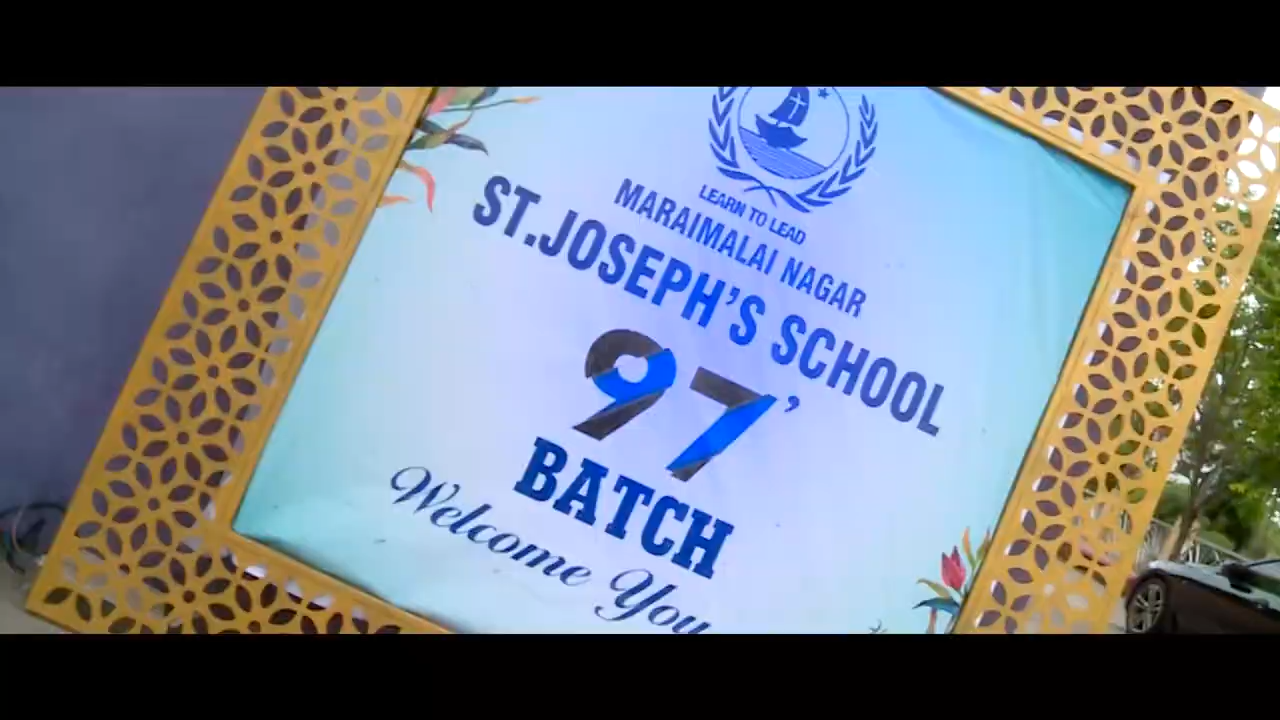 LEARN TO LEAD
MARAIMALAI NAGAR
ST.JOSEPH'S SCHOOL
97'
BATCH
Welcome You